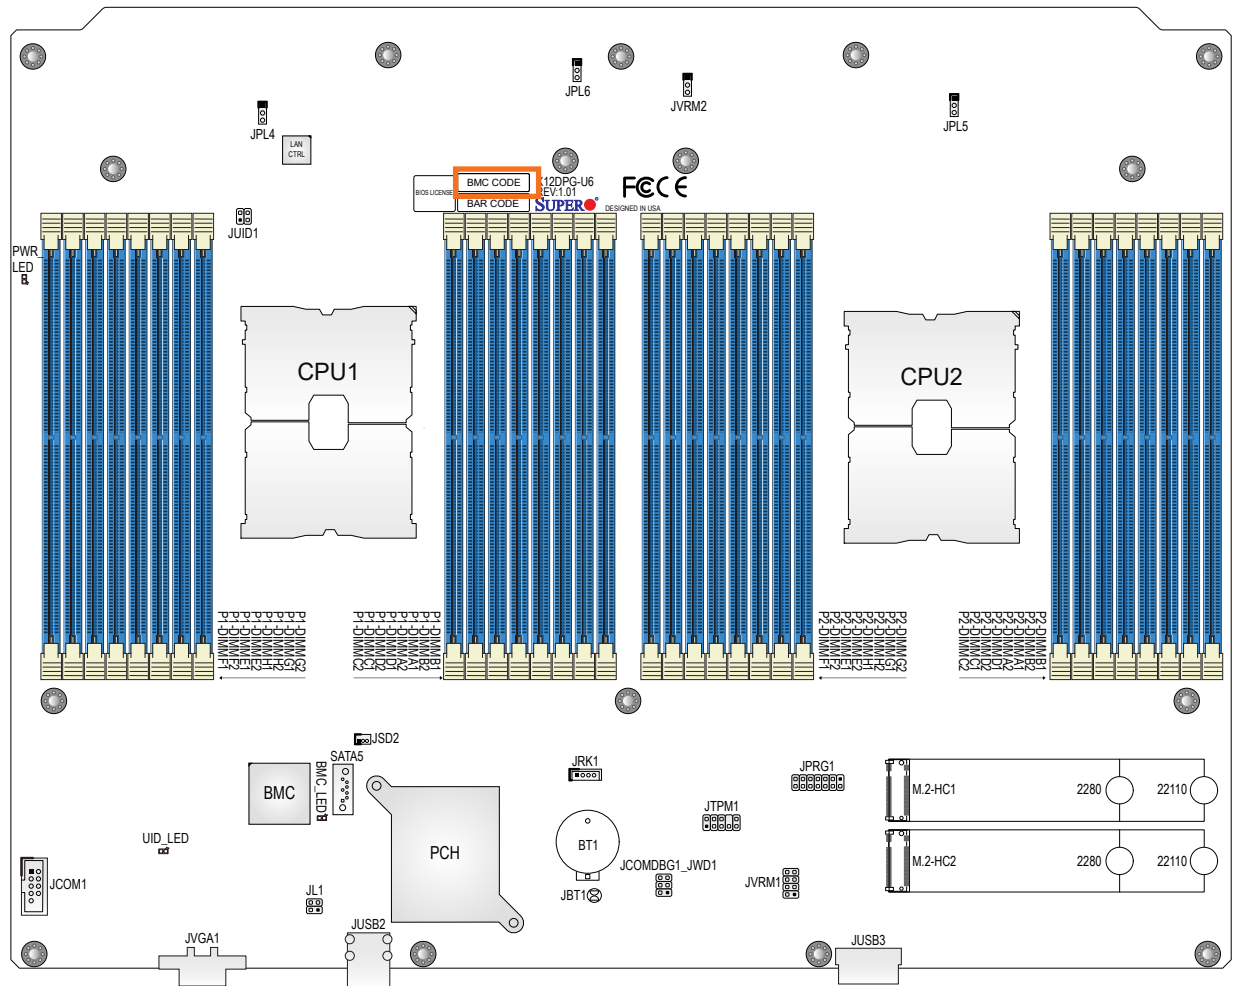 JPL6
JVRM2
JPL5
JPL4
LAN
CTRL
BIOS LICENSE
BMC CODE
BAR CODE
12DPG-U6
REV:1.01
SUPER
DESIGNED IN USA
FC CE
JUID1
PWR_
LED
CPU1
CPU2
P1-DIMMF1
P1-DIMMF2
P1-DIMME1
P1-DIMME2
P1-DIMMH1
P1-DIMMH2
P1-DIMMG1
P1-DIMMG2
P1-DIMMC2
P1-DIMMC1
P1-DIMMD2
P1-DIMMD1
P1-DIMMA2
P1-DIMMA1
P1-DIMMB2
P1-DIMMB1
P2-DIMMF1
P2-DIMMF2
P2-DIMME1
P2-DIMME2
P2-DIMMH1
P2-DIMMH2
P2-DIMMG1
P2-DIMMG2
P2-DIMMC2
P2-DIMMC1
P2-DIMMD2
P2-DIMMD1
P2-DIMMA2
P2-DIMMA1
P2-DIMMB2
P2-DIMMB1
JSD2
SATA5
BMC
BMC_LED
JRK1
JPRG1
M.2-HC1
2280
22110
JTPM1
UID_LED
PCH
BT1
M.2-HC2
2280
22110
JCOMDBG1_JWD1
JCOM1
JVRM1
JL1
JBT1
JUSB2
JVGA1
JUSB3